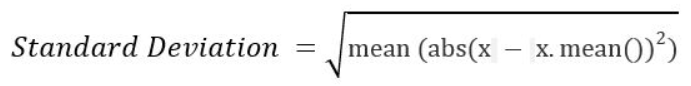 Standard Deviation = √mean (abs(x − x.mean())²)